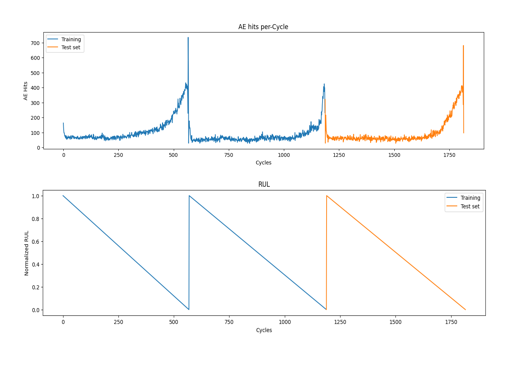 AE hits per-Cycle
Training
Test set
700
600
500
400
300
200
100
0
AE Hits
0 250 500 750 1000 1250 1500 1750
Cycles
RUL
Training
Test set
1.0
0.8
0.6
0.4
0.2
0.0
Normalized RUL
0 250 500 750 1000 1250 1500 1750
Cycles